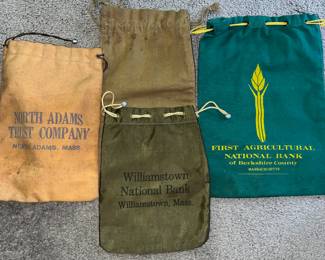 NORTH ADAMS
TRUST COMPANY
NORTH ADAMS, MASS.
Williamstown
National Bank
Williamstown, Mass.
FIRST AGRICULTURAL
NATIONAL BANK
of Berkshire County
MASSACHUSETTS